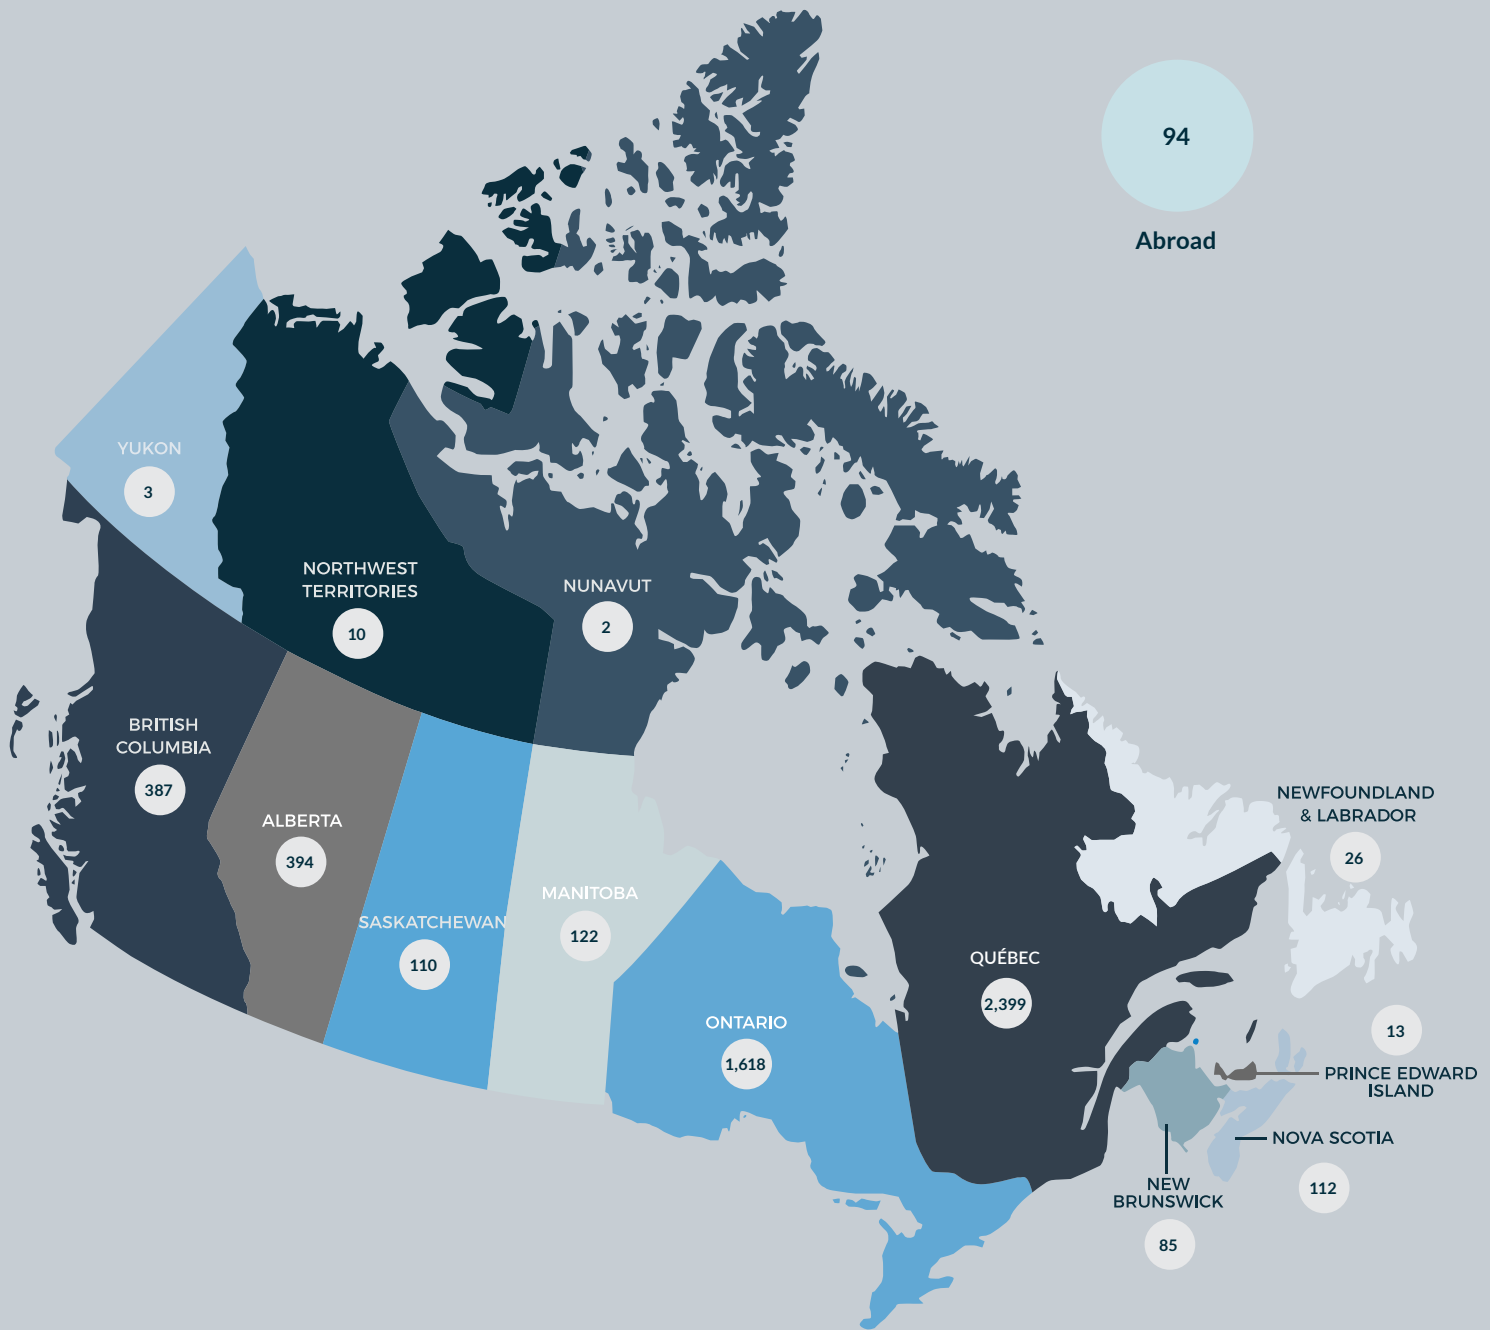 94
Abroad
YUKON
3
NORTHWEST
TERRITORIES
10
NUNAVUT
2
BRITISH
COLUMBIA
387
ALBERTA
394
SASKATCHEWAN
110
MANITOBA
122
ONTARIO
1,618
QUÉBEC
2,399
NEWFOUNDLAND
& LABRADOR
26
13
PRINCE EDWARD
ISLAND
NOVA SCOTIA
112
NEW
BRUNSWICK
85